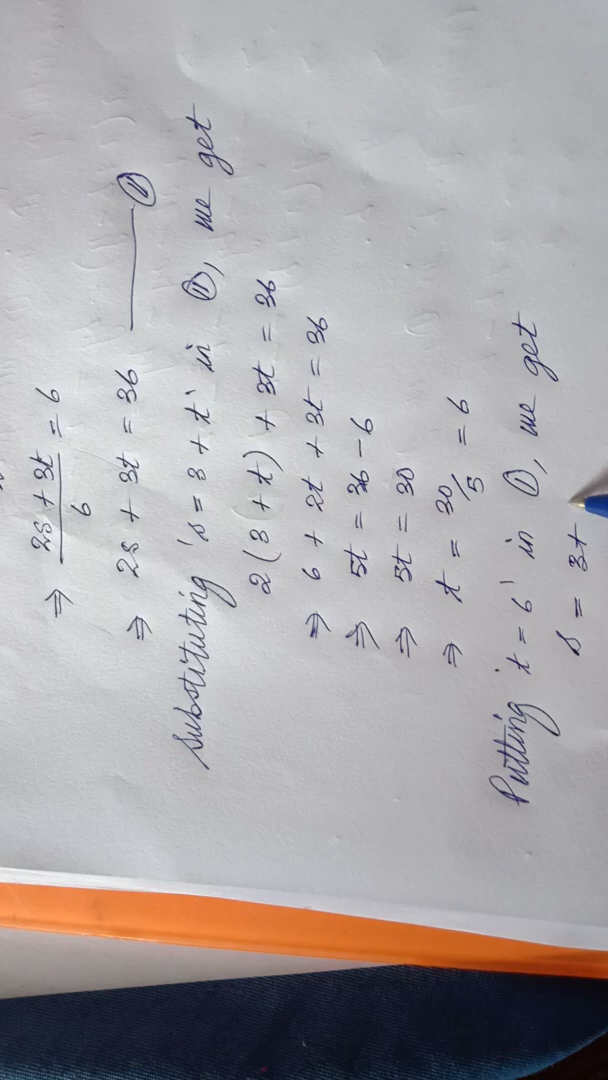 ⇒ 2s + 3t / 6 = 6
⇒ 2s + 3t = 36 —— (II)
Substituting 's = 3 + t' in (II), we get
2(3 + t) + 3t = 36
⇒ 6 + 2t + 3t = 36
⇒ 5t = 36 - 6
⇒ 5t = 30
⇒ t = 30/5 = 6
Putting 't = 6' in (I), we get
s = 3t